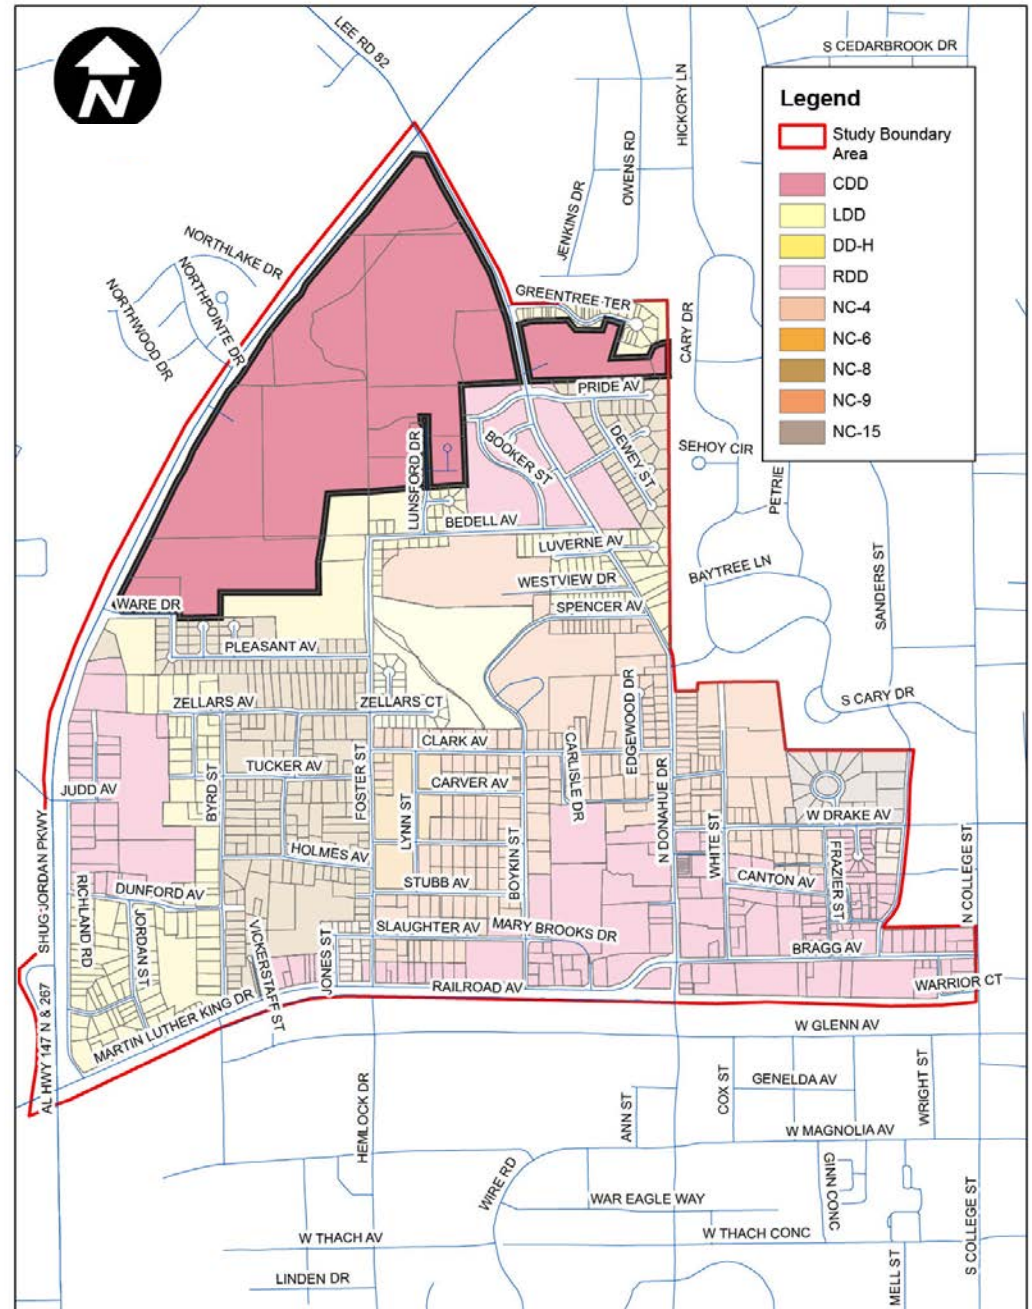 LEE RD 82
S CEDARBROOK DR
HICKORY LN
N
Legend
Study Boundary
Area
CDD
LDD
DD-H
RDD
NC-4
NC-6
NC-8
NC-9
NC-15
OWENS RD
JENKINS DR
NORTHLAKE DR
NORTHPOINTE DR
NORTHWOOD DR
GREENTREE TER
CARY DR
PRIDE AV
DEWEY ST
BOOKER ST
LUNSFORD DR
SEHOY CIR
PETRIE
BEDELL AV
LUVERNE AV
WESTVIEW DR
BAYTREE LN
SANDERS ST
WARE DR
SPENCER AV
PLEASANT AV
EDGEWOOD DR
S CARY DR
ZELLARS AV
ZELLARS CT
CLARK AV
CARLISLE DR
TUCKER AV
FOSTER ST
BYRD ST
CARVER AV
JUDD AV
LYNN ST
N DONAHUE DR
W DRAKE AV
WHITE ST
BOYKIN ST
HOLMES AV
FRAZIER ST
N COLLEGE ST
SHUG JORDAN PKWY
STUBB AV
CANTON AV
DUNFORD AV
RICHLAND RD
JORDAN ST
VICKERSTAFF ST
JONES ST
SLAUGHTER AV
MARY BROOKS DR
BRAGG AV
RAILROAD AV
WARRIOR CT
MARTIN LUTHER KING DR
AL HWY 147 N & 267
W GLENN AV
HEMLOCK DR
ANN ST
COX ST
GENELDA AV
WRIGHT ST
W MAGNOLIA AV
WIRE RD
GINN CONC
WAR EAGLE WAY
S COLLEGE ST
W THACH AV
W THACH CONC
MELL ST
LINDEN DR